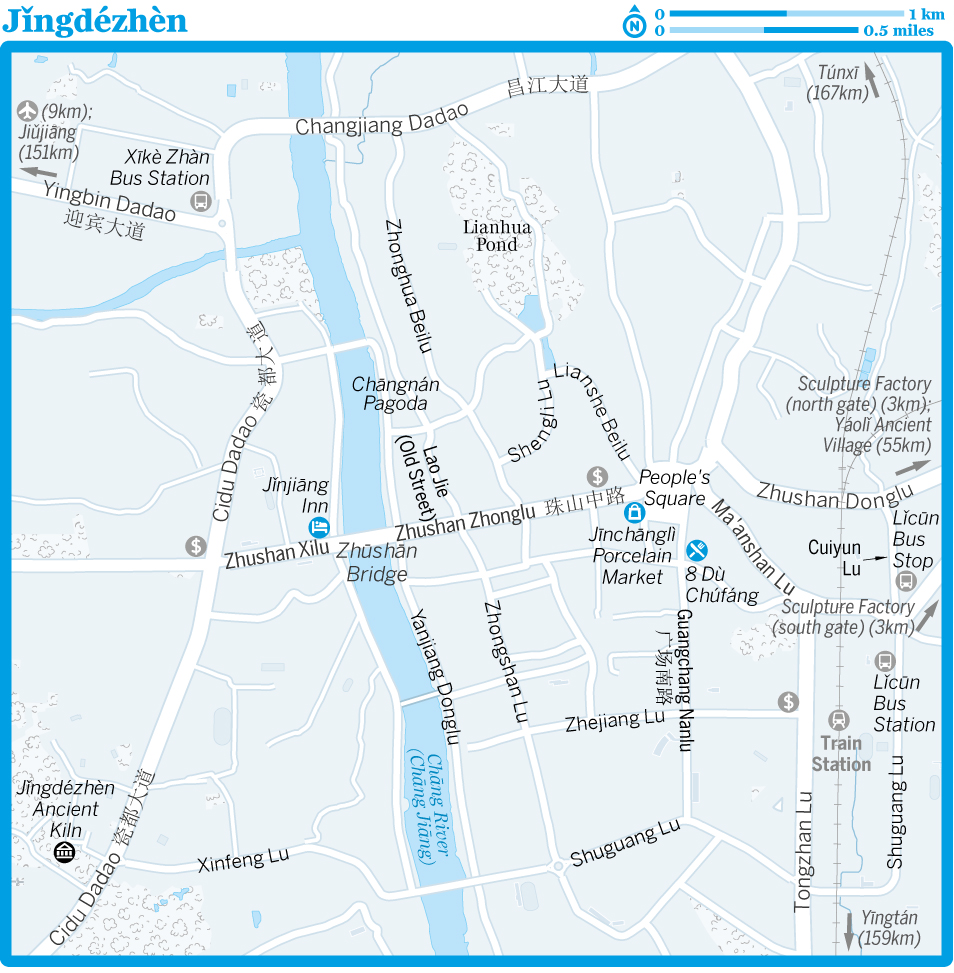 Jǐngdézhèn
N
0 1 km
0 0.5 miles
昌江大道
Changjiang Dadao
Túnxī
(167km)
(9km);
Jiǔjiāng
(151km)
Xīkè Zhàn
Bus Station
Yingbin Dadao
迎宾大道
Lianhua
Pond
Zhonghua Beilu
瓷都大道
Cidu Dadao
Chāngnán
Pagoda
Lianshe Beilu
Shengli Lu
Sculpture Factory
(north gate) (3km);
Yáolǐ Ancient
Village (55km)
Lao Jie
(Old Street)
Jǐnjiāng
Inn
$
People's
Square
Zhushan Donglu
$
Zhushan Xilu
Zhushan Zhonglu 珠山中路
Zhūshān
Bridge
Jīnchānglì
Porcelain
Market
8 Dù
Chúfáng
Ma'anshan Lu
Cuiyun
Lu
Lǐcūn
Bus
Stop
Sculpture Factory
(south gate) (3km)
Yanjiang Donglu
Zhongshan Lu
Guangchang Nanlu
广场南路
Zhejiang Lu
$
Lǐcūn
Bus
Station
Train
Station
Chāng River
(Chāng Jiāng)
Jǐngdézhèn
Ancient
Kiln
Cidu Dadao 瓷都大道
Xinfeng Lu
Shuguang Lu
Tongzhan Lu
Shuguang Lu
Yīngtán
(159km)